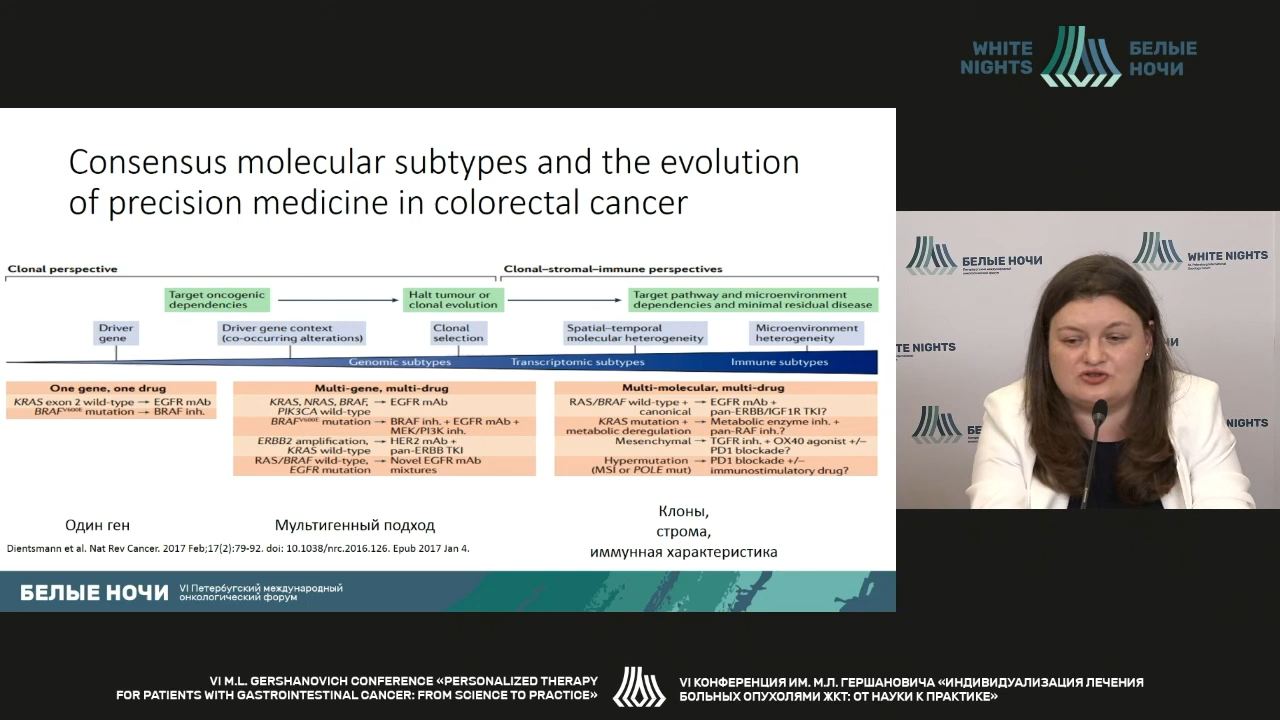 WHITE
NIGHTS
БЕЛЫЕ
НОЧИ
Consensus molecular subtypes and the evolution
of precision medicine in colorectal cancer
Clonal perspective
Clonal–stromal–immune perspectives
Target oncogenic
dependencies
Halt tumour or
clonal evolution
Target pathway and microenvironment
dependencies and minimal residual disease
Driver
gene
Driver gene context
(co-occurring alterations)
Clonal
selection
Spatial–temporal
molecular heterogeneity
Microenvironment
heterogeneity
Genomic subtypes
Transcriptomic subtypes
Immune subtypes
One gene, one drug
KRAS exon 2 wild-type → EGFR mAb
BRAFV600E mutation → BRAF inh.
Multi-gene, multi-drug
KRAS, NRAS, BRAF, → EGFR mAb
PIK3CA wild-type
BRAFV600E mutation → BRAF inh. + EGFR mAb +
MEK/PI3K inh.
ERBB2 amplification, → HER2 mAb +
KRAS wild-type pan-ERBB TKI
RAS/BRAF wild-type, → Novel EGFR mAb
EGFR mutation mixtures
Multi-molecular, multi-drug
RAS/BRAF wild-type + → EGFR mAb +
canonical pan-ERBB/IGF1R TKI?
KRAS mutation + → Metabolic enzyme inh. +
metabolic deregulation pan-RAF inh.?
Mesenchymal → TGFR inh. + OX40 agonist +/–
PD1 blockade?
Hypermutation → PD1 blockade +/–
(MSI or POLE mut) immunostimulatory drug?
Один ген
Мультигенный подход
Клоны,
строма,
иммунная характеристика
Dientsmann et al. Nat Rev Cancer. 2017 Feb;17(2):79-92. doi: 10.1038/nrc.2016.126. Epub 2017 Jan 4.
БЕЛЫЕ НОЧИ
VI Петербугский международный
онкологический форум
БЕЛЫЕ НОЧИ
WHITE NIGHTS
NIGHTS
БЕ
NIGHTS
VI M.L. GERSHANOVICH CONFERENCE «PERSONALIZED THERAPY
FOR PATIENTS WITH GASTROINTESTINAL CANCER: FROM SCIENCE TO PRACTICE»
VI КОНФЕРЕНЦИЯ ИМ. М.Л. ГЕРШАНОВИЧА «ИНДИВИДУАЛИЗАЦИЯ ЛЕЧЕНИЯ
БОЛЬНЫХ ОПУХОЛЯМИ ЖКТ: ОТ НАУКИ К ПРАКТИКЕ»